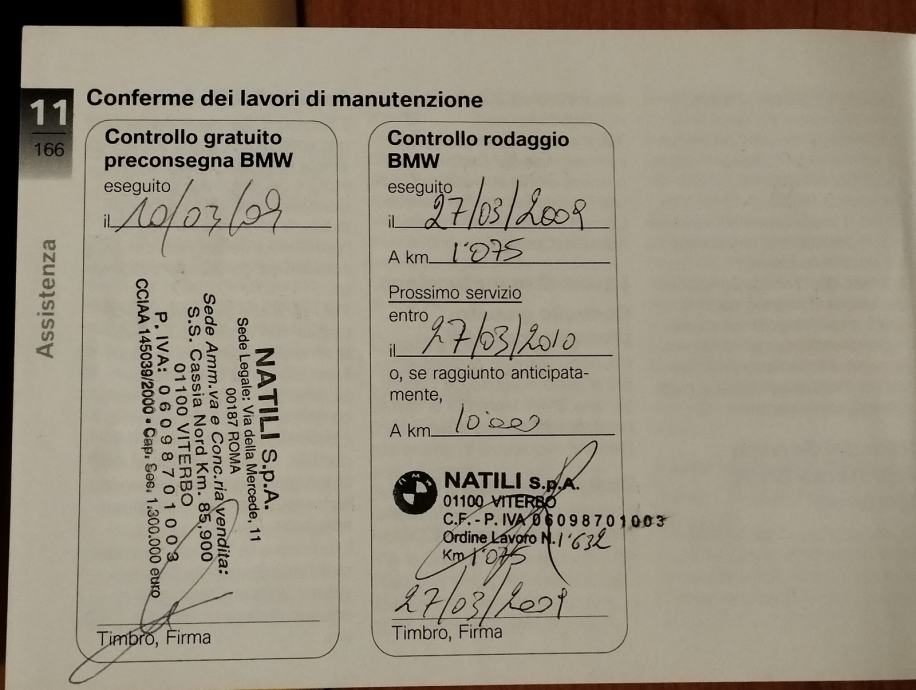 11
166
Assistenza
Conferme dei lavori di manutenzione
Controllo gratuito
preconsegna BMW
eseguito
il 10/03/09
NATILI S.p.A.
Sede Legale: Via della Mercede, 11
00187 ROMA
Sede Amm.va e Conc.ria vendita:
S.S. Cassia Nord Km. 85,900
01100 VITERBO
P. IVA: 06098701003
CCIAA 145039/2000 • Cap. Soc. 1.300.000 euro
Timbro, Firma
Controllo rodaggio
BMW
eseguito
il 27/03/2009
A km 1'075
Prossimo servizio
entro
il 27/03/2010
o, se raggiunto anticipata-
mente,
A km 10'000
NATILI S.p.A.
01100 VITERBO
C.F. - P. IVA 06098701003
Ordine Lavoro N. 1'632
Km 1'075
27/03/2009
Timbro, Firma